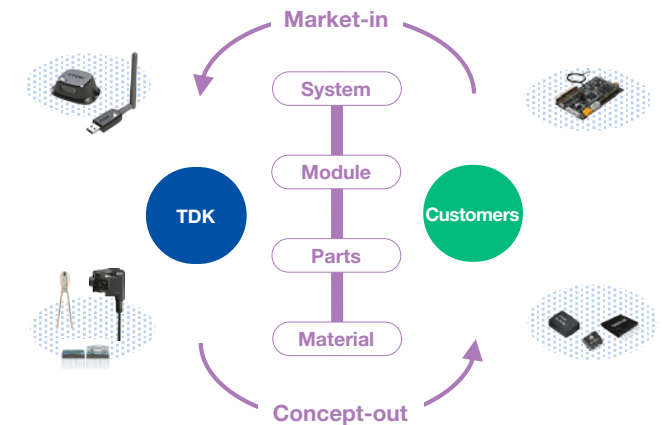 Market-in
System
Module
TDK
Customers
Parts
Material
Concept-out